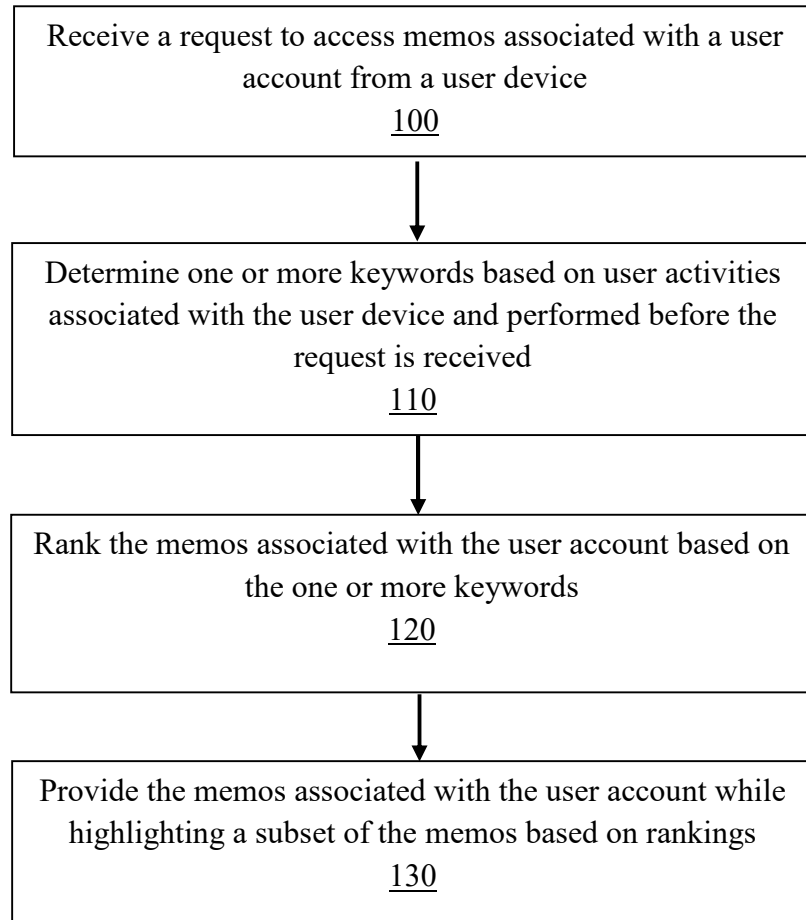 Receive a request to access memos associated with a user
account from a user device
100
Determine one or more keywords based on user activities
associated with the user device and performed before the
request is received
110
Rank the memos associated with the user account based on
the one or more keywords
120
Provide the memos associated with the user account while
highlighting a subset of the memos based on rankings
130